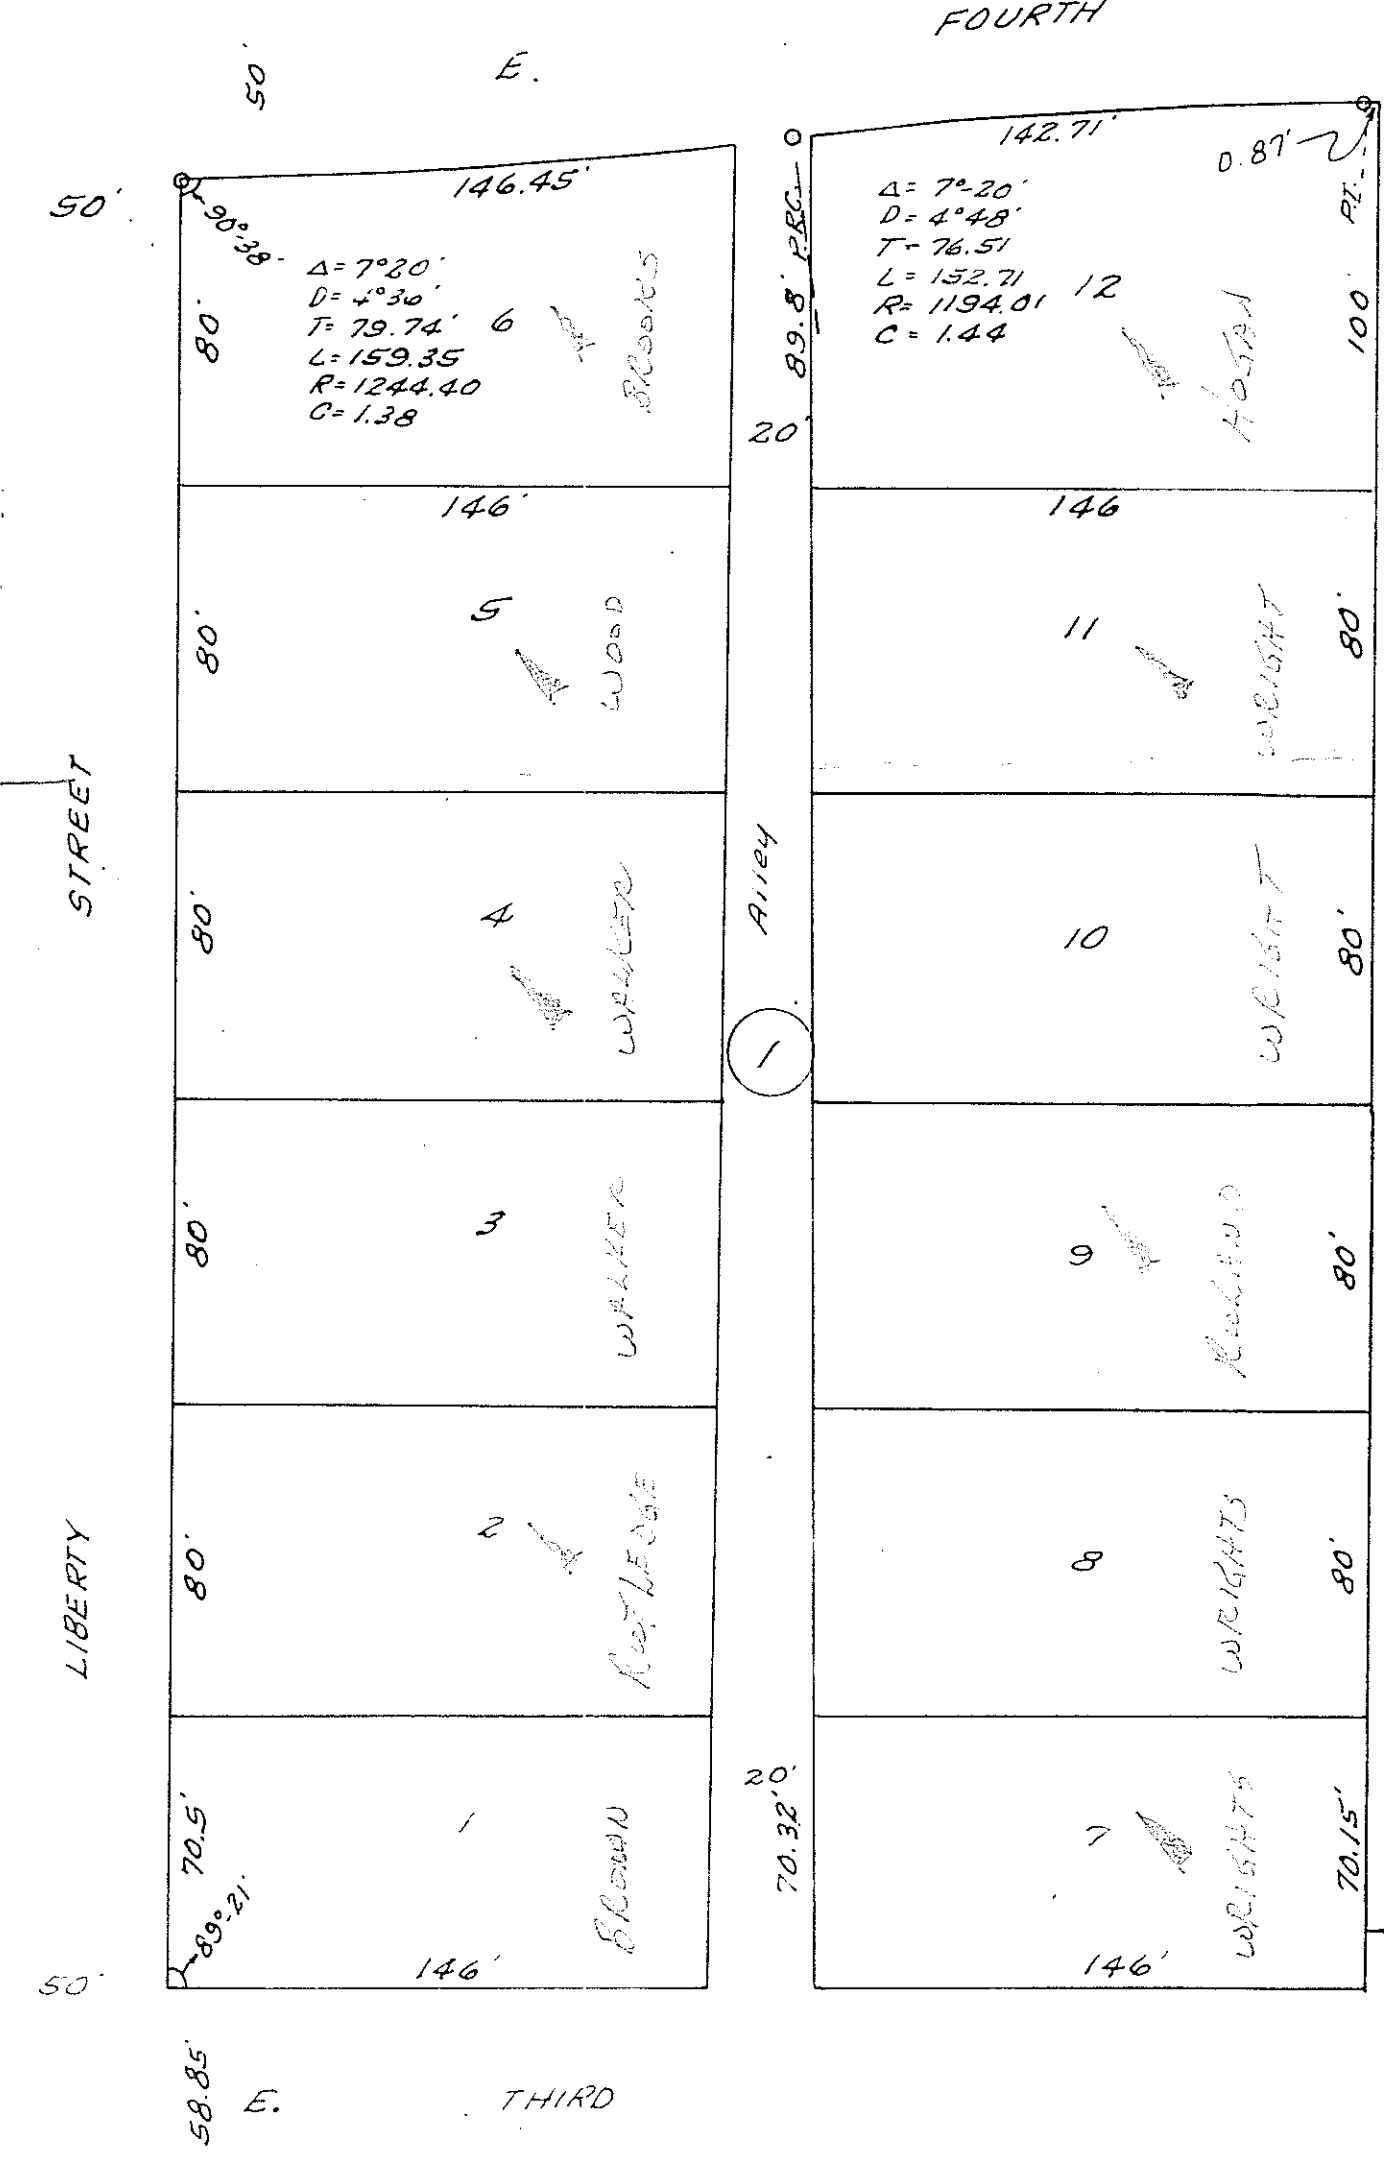 FOURTH
E.
50
50'
146.45'
142.71'
0.87'
90°-38'
Δ= 7°20'
D= 4°36'
T= 79.74'
L= 159.35
R= 1244.40
C= 1.38
6
BROOKS
80'
89.8' P.R.C.
Δ= 7°-20'
D= 4°48'
T= 76.51
L= 152.71
R= 1194.01
C = 1.44
12
HOGAN
P.T.
100'
20'
146'
146
80'
5
WOOD
11
WRIGHT
80'
STREET
80'
4
WALKER
Alley
10
WRIGHT
80'
1
80'
3
WALKER
9
80'
LIBERTY
80'
2
RUTLEDGE
8
WRIGHTS
80'
70.5'
1
BROWN
20'
70.32'
7
WRIGHTS
70.15'
89°-21'
146'
146'
50'
58.85'
E.
THIRD